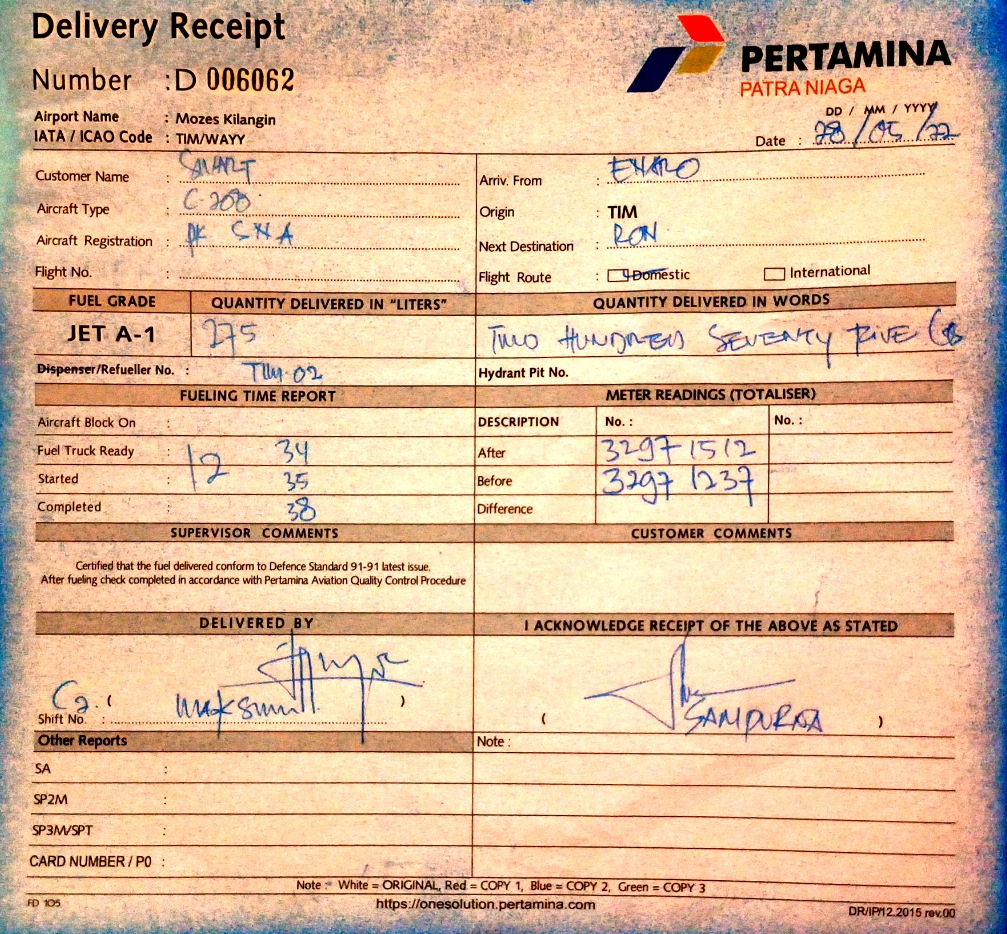 Delivery Receipt
Number :D 006062
PERTAMINA
PATRA NIAGA
Airport Name : Mozes Kilangin
IATA / ICAO Code : TIM/WAYY
DD / MM / YYYY
Date : 28/05/22
Customer Name : SMART
Arriv. From : ENARO
Aircraft Type : C-208
Origin : TIM
Aircraft Registration : PK SNA
Next Destination : RON
Flight No. :
Flight Route : Domestic International
FUEL GRADE QUANTITY DELIVERED IN "LITERS" QUANTITY DELIVERED IN WORDS
JET A-1 275 TWO HUNDRED SEVENTY FIVE
Dispenser/Refueller No. : TIM-02 Hydrant Pit No.
FUELING TIME REPORT METER READINGS (TOTALISER)
Aircraft Block On : DESCRIPTION No. : No. :
Fuel Truck Ready : 12 34 After 3297 1512
Started : 35 Before 3297 1237
Completed : 38 Difference
SUPERVISOR COMMENTS CUSTOMER COMMENTS
Certified that the fuel delivered conform to Defence Standard 91-91 latest issue.
After fueling check completed in accordance with Pertamina Aviation Quality Control Procedure
DELIVERED BY I ACKNOWLEDGE RECEIPT OF THE ABOVE AS STATED
( )
Shift No. : ( SAMPURNA )
Other Reports Note :
SA :
SP2M :
SP3M/SPT :
CARD NUMBER / P0 :
Note : White = ORIGINAL, Red = COPY 1, Blue = COPY 2, Green = COPY 3
FD 105 https://onesolution.pertamina.com DR/IP/12.2015 rev.00